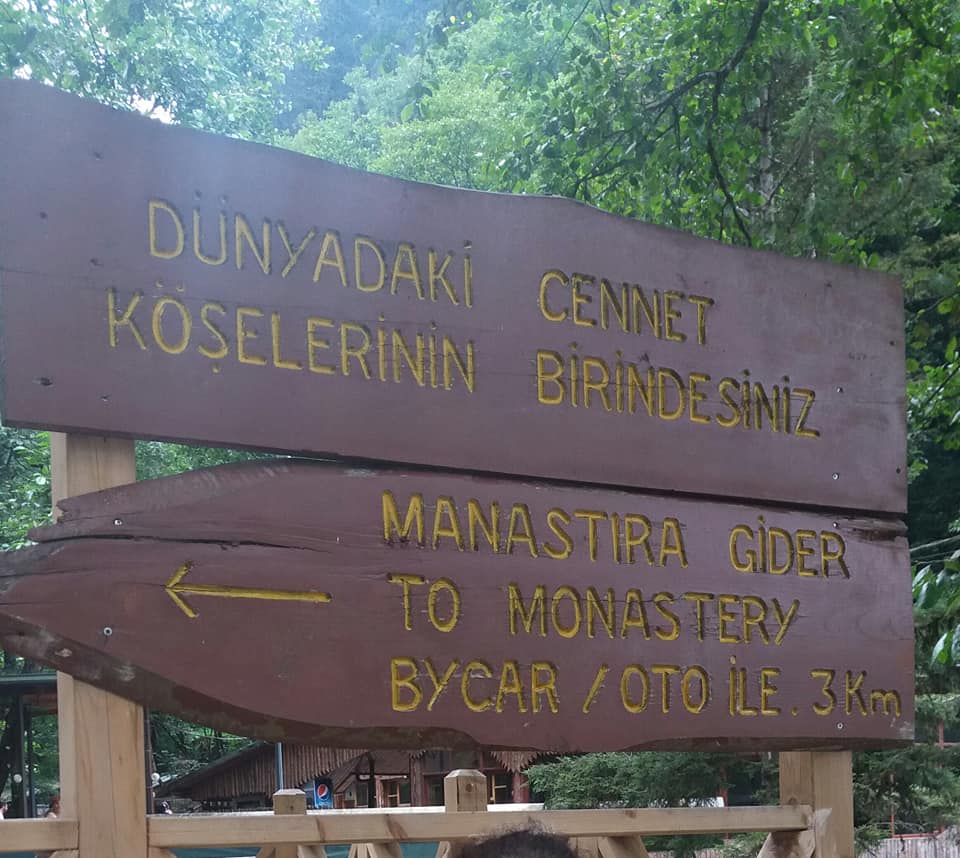 DÜNYADAKİ CENNET
KÖŞELERİNİN BİRİNDESİNİZ
MANASTIRA GİDER
TO MONASTERY
BYCAR / OTO İLE . 3 Km